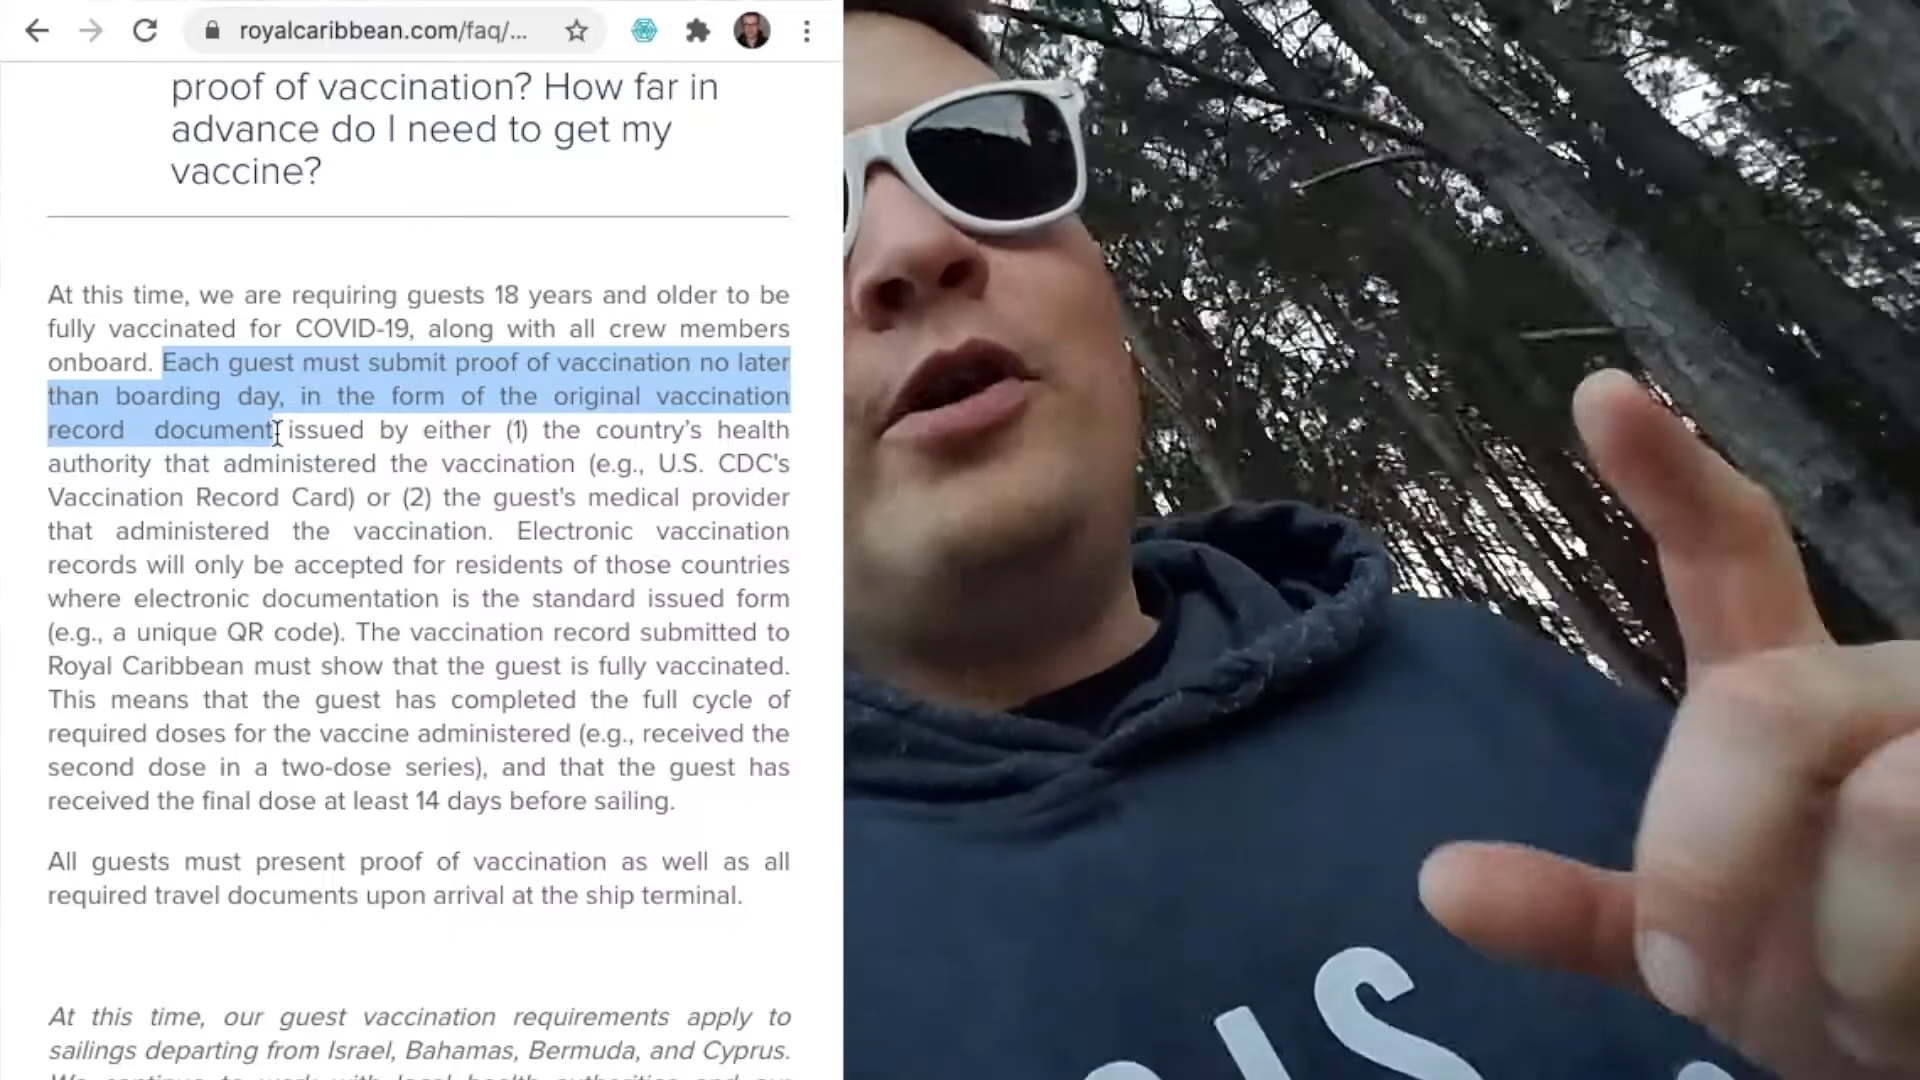 royalcaribbean.com/faq/...
proof of vaccination? How far in
advance do I need to get my
vaccine?
At this time, we are requiring guests 18 years and older to be
fully vaccinated for COVID-19, along with all crew members
onboard. Each guest must submit proof of vaccination no later
than boarding day, in the form of the original vaccination
record document issued by either (1) the country’s health
authority that administered the vaccination (e.g., U.S. CDC's
Vaccination Record Card) or (2) the guest's medical provider
that administered the vaccination. Electronic vaccination
records will only be accepted for residents of those countries
where electronic documentation is the standard issued form
(e.g., a unique QR code). The vaccination record submitted to
Royal Caribbean must show that the guest is fully vaccinated.
This means that the guest has completed the full cycle of
required doses for the vaccine administered (e.g., received the
second dose in a two-dose series), and that the guest has
received the final dose at least 14 days before sailing.
All guests must present proof of vaccination as well as all
required travel documents upon arrival at the ship terminal.
At this time, our guest vaccination requirements apply to
sailings departing from Israel, Bahamas, Bermuda, and Cyprus.
We continue to work with local health authorities and our